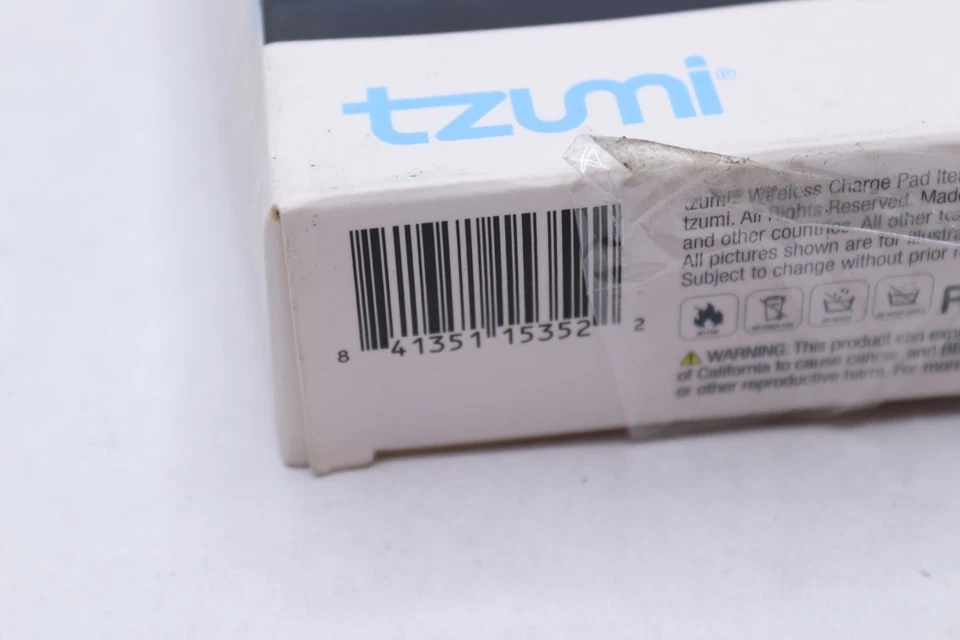 tzumi®
8 41351 15352 2
tzumi® Wireless Charge Pad
tzumi. All Rights Reserved. Made
and other countries. All other
All pictures shown are for
Subject to change without prior
WARNING: This product can
of California to cause cancer, and
or other reproductive harm. For more